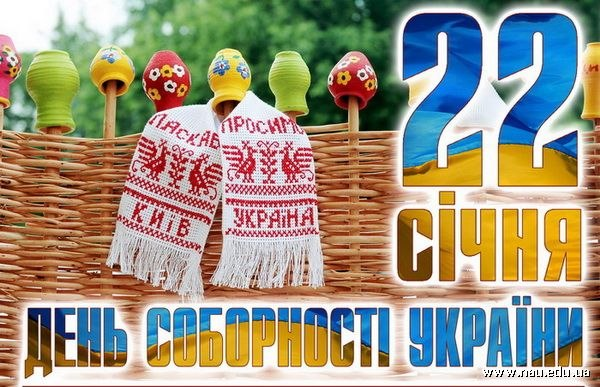 22
січня
ЛАСКАВО
ПРОСИМО
КИЇВ
УКРАЇНА
ДЕНЬ СОБОРНОСТІ УКРАЇНИ
www.nau.edu.ua